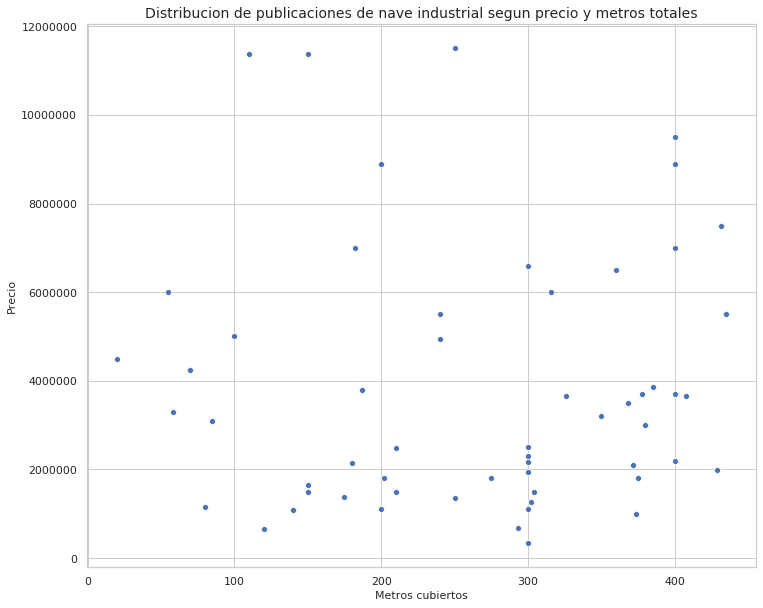 Distribucion de publicaciones de nave industrial segun precio y metros totales
12000000
10000000
8000000
6000000
4000000
2000000
0
Precio
0 100 200 300 400
Metros cubiertos